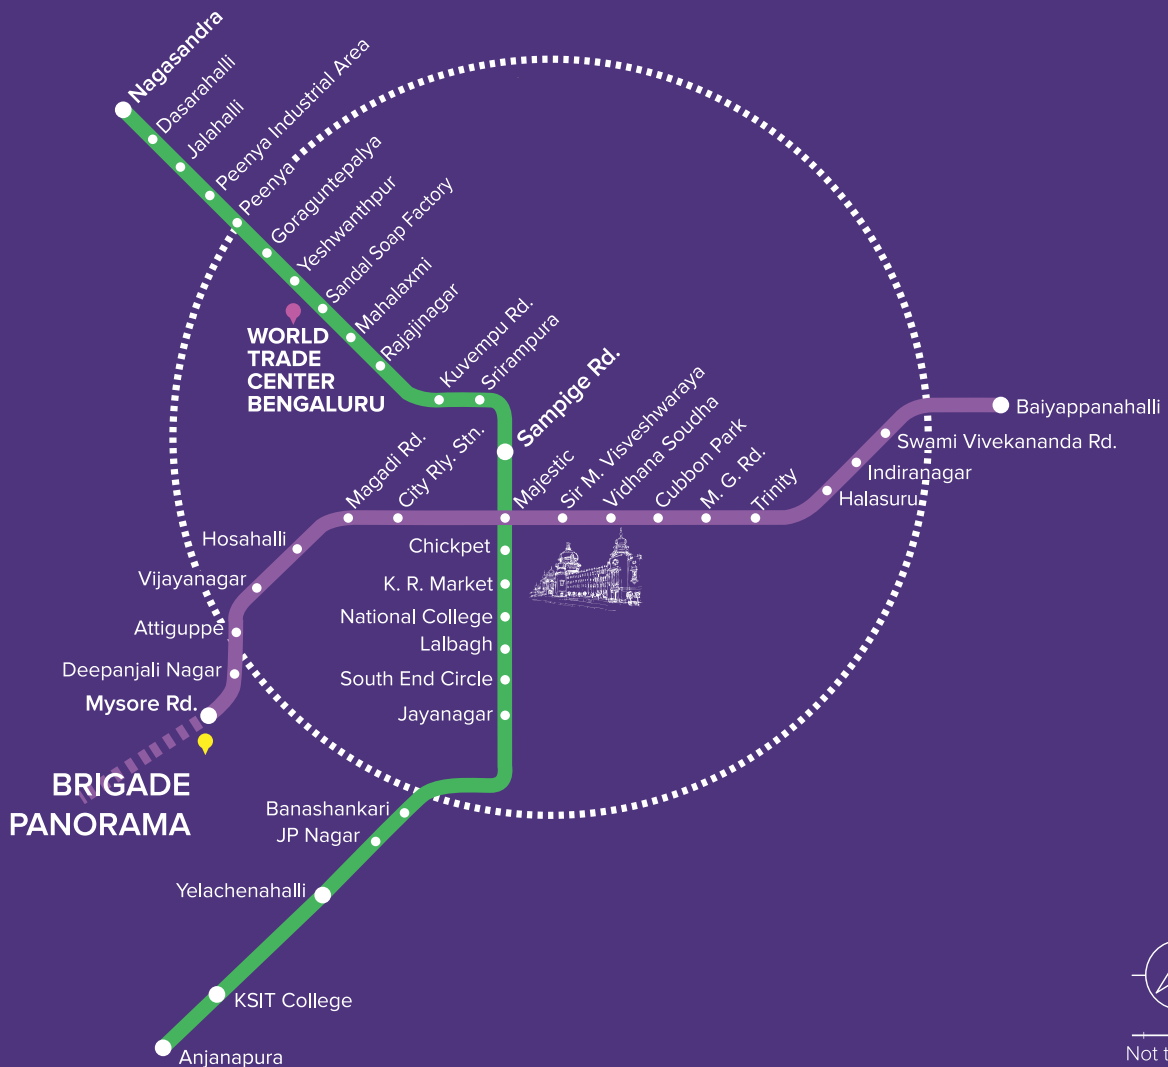 Nagasandra
Dasarahalli
Jalahalli
Peenya Industrial Area
Peenya
Goraguntepalya
Yeshwanthpur
Sandal Soap Factory
Mahalaxmi
Rajajinagar
WORLD
TRADE
CENTER
BENGALURU
Kuvempu Rd.
Srirampura
Sampige Rd.
Magadi Rd.
City Rly. Stn.
Majestic
Sir M. Visveshwaraya
Vidhana Soudha
Cubbon Park
M. G. Rd.
Trinity
Baiyappanahalli
Swami Vivekananda Rd.
Indiranagar
Halasuru
Hosahalli
Vijayanagar
Attiguppe
Deepanjali Nagar
Mysore Rd.
BRIGADE
PANORAMA
Chickpet
K. R. Market
National College
Lalbagh
South End Circle
Jayanagar
Banashankari
JP Nagar
Yelachenahalli
KSIT College
Anjanapura
Not t